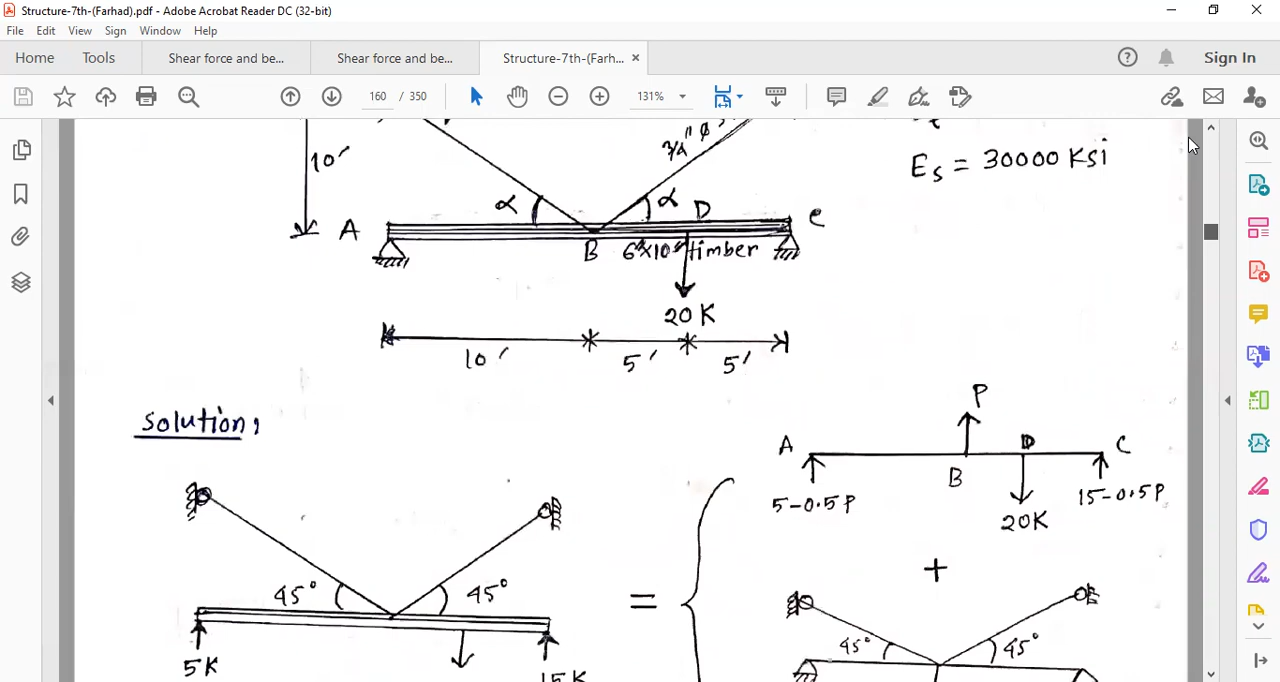 Structure-7th-(Farhad).pdf - Adobe Acrobat Reader DC (32-bit)
File Edit View Sign Window Help
Home Tools Shear force and be... Shear force and be... Structure-7th-(Farh... × Sign In
160 / 350 131%
3/4" φ
10'
Es = 30000 Ksi
α α D
A C
B 6"x10" timber
20 K
10' 5' 5'
Solution:
P
A D C
B
5-0.5P 15-0.5P
20K
+
45° 45°
=
45° 45°
5K
15K